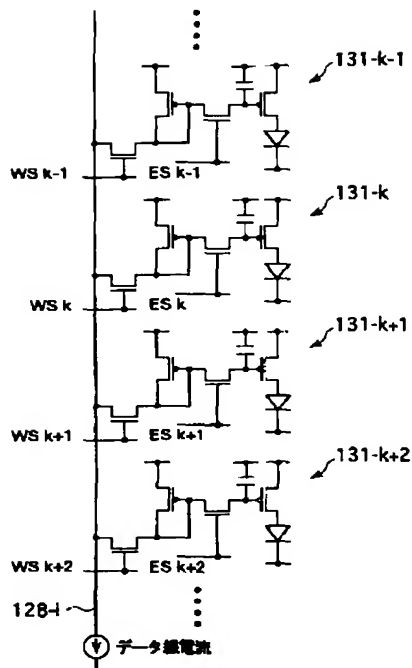 131-k-1
WS k-1 ES k-1
131-k
WS k ES k
131-k+1
WS k+1 ES k+1
131-k+2
WS k+2 ES k+2
128-i
データ線電流